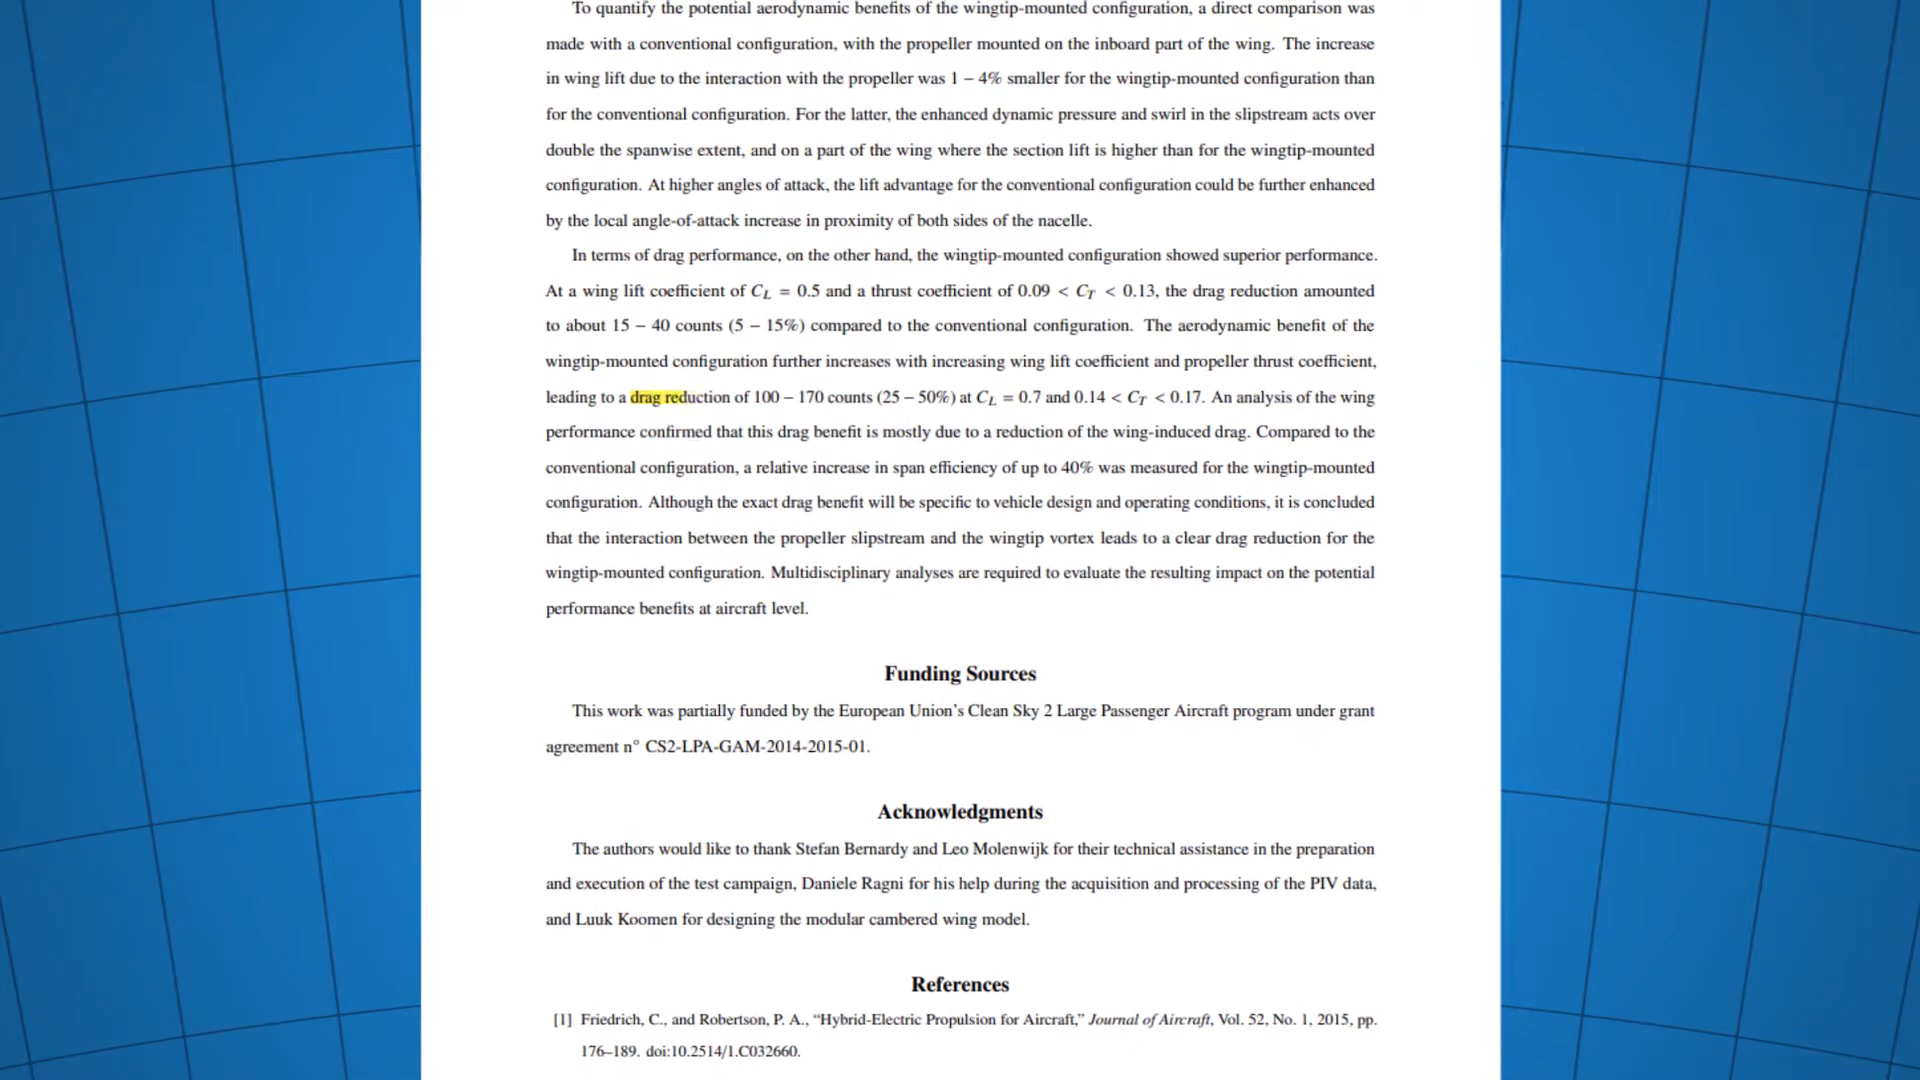 To quantify the potential aerodynamic benefits of the wingtip-mounted configuration, a direct comparison was
made with a conventional configuration, with the propeller mounted on the inboard part of the wing. The increase
in wing lift due to the interaction with the propeller was 1 – 4% smaller for the wingtip-mounted configuration than
for the conventional configuration. For the latter, the enhanced dynamic pressure and swirl in the slipstream acts over
double the spanwise extent, and on a part of the wing where the section lift is higher than for the wingtip-mounted
configuration. At higher angles of attack, the lift advantage for the conventional configuration could be further enhanced
by the local angle-of-attack increase in proximity of both sides of the nacelle.
In terms of drag performance, on the other hand, the wingtip-mounted configuration showed superior performance.
At a wing lift coefficient of C_L = 0.5 and a thrust coefficient of 0.09 < C_T < 0.13, the drag reduction amounted
to about 15 – 40 counts (5 – 15%) compared to the conventional configuration. The aerodynamic benefit of the
wingtip-mounted configuration further increases with increasing wing lift coefficient and propeller thrust coefficient,
leading to a drag reduction of 100 – 170 counts (25 – 50%) at C_L = 0.7 and 0.14 < C_T < 0.17. An analysis of the wing
performance confirmed that this drag benefit is mostly due to a reduction of the wing-induced drag. Compared to the
conventional configuration, a relative increase in span efficiency of up to 40% was measured for the wingtip-mounted
configuration. Although the exact drag benefit will be specific to vehicle design and operating conditions, it is concluded
that the interaction between the propeller slipstream and the wingtip vortex leads to a clear drag reduction for the
wingtip-mounted configuration. Multidisciplinary analyses are required to evaluate the resulting impact on the potential
performance benefits at aircraft level.
Funding Sources
This work was partially funded by the European Union's Clean Sky 2 Large Passenger Aircraft program under grant
agreement n° CS2-LPA-GAM-2014-2015-01.
Acknowledgments
The authors would like to thank Stefan Bernardy and Leo Molenwijk for their technical assistance in the preparation
and execution of the test campaign, Daniele Ragni for his help during the acquisition and processing of the PIV data,
and Luuk Koomen for designing the modular cambered wing model.
References
[1] Friedrich, C., and Robertson, P. A., “Hybrid-Electric Propulsion for Aircraft,” Journal of Aircraft, Vol. 52, No. 1, 2015, pp.
176–189. doi:10.2514/1.C032660.